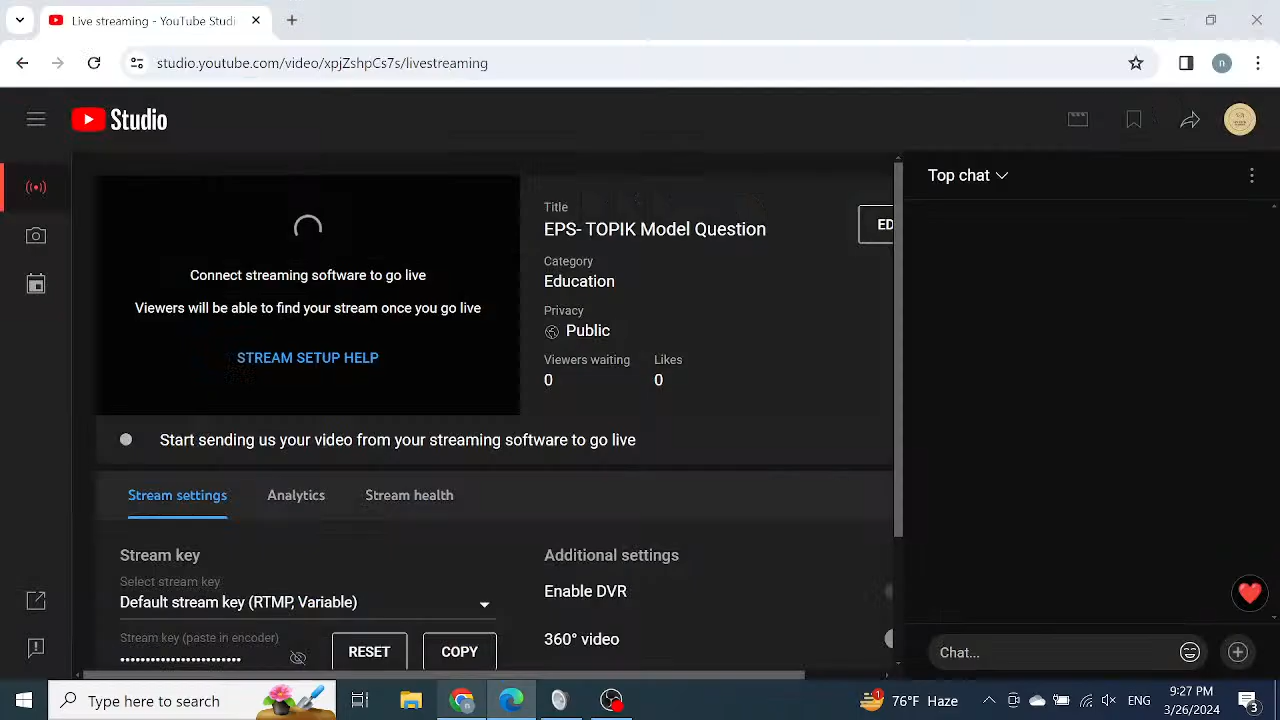 Live streaming - YouTube Studi
studio.youtube.com/video/xpjZshpCs7s/livestreaming
n
Studio
Top chat
Title
EPS- TOPIK Model Question
ED
Category
Education
Privacy
Public
Viewers waiting
Likes
0
0
Connect streaming software to go live
Viewers will be able to find your stream once you go live
STREAM SETUP HELP
Start sending us your video from your streaming software to go live
Stream settings
Analytics
Stream health
Stream key
Select stream key
Default stream key (RTMP, Variable)
Stream key (paste in encoder)
••••••••••••••••••••••••
RESET
COPY
Additional settings
Enable DVR
360° video
Chat...
Type here to search
n
1
76°F Haze
ENG
9:27 PM
3/26/2024
3